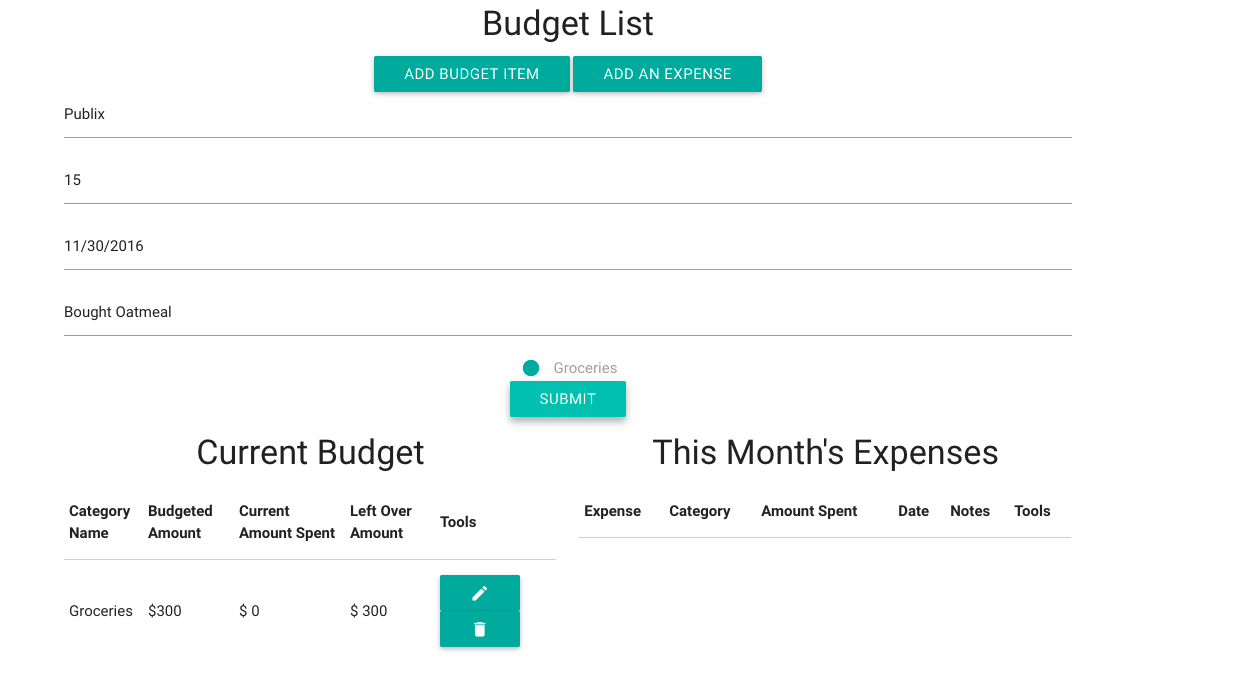 Budget List
ADD BUDGET ITEM ADD AN EXPENSE
Publix
15
11/30/2016
Bought Oatmeal
Groceries
SUBMIT
Current Budget
Category Name Budgeted Amount Current Amount Spent Left Over Amount Tools
Groceries $300 $ 0 $ 300
This Month's Expenses
Expense Category Amount Spent Date Notes Tools